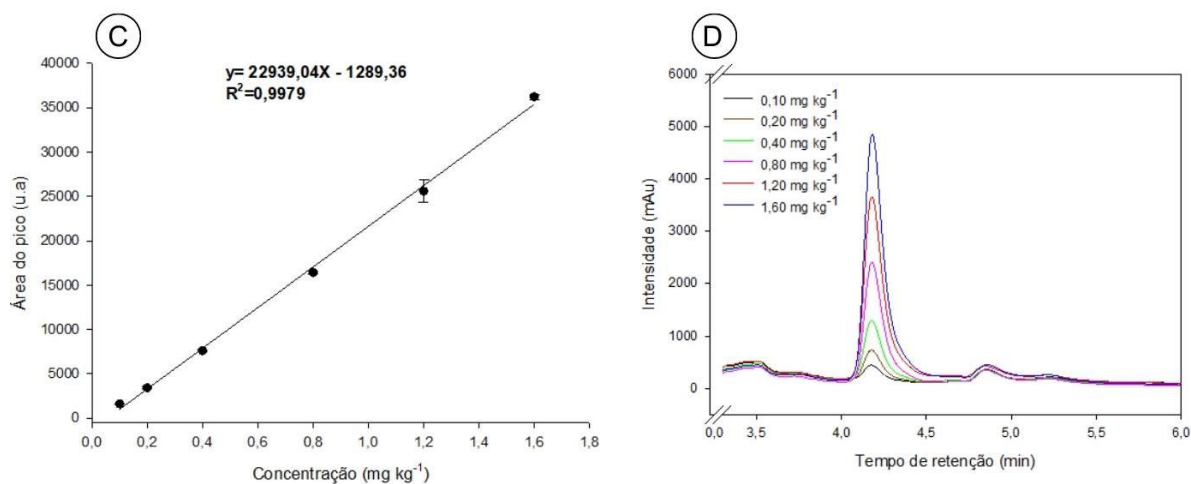 C
40000
35000
30000
25000
20000
15000
10000
5000
0
Área do pico (u.a)
y= 22939,04X - 1289,36
R²=0,9979
0,0 0,2 0,4 0,6 0,8 1,0 1,2 1,4 1,6 1,8
Concentração (mg kg⁻¹)
D
6000
5000
4000
3000
2000
1000
0
Intensidade (mAu)
0,10 mg kg⁻¹
0,20 mg kg⁻¹
0,40 mg kg⁻¹
0,80 mg kg⁻¹
1,20 mg kg⁻¹
1,60 mg kg⁻¹
0,0 3,5 4,0 4,5 5,0 5,5 6,0
Tempo de retenção (min)